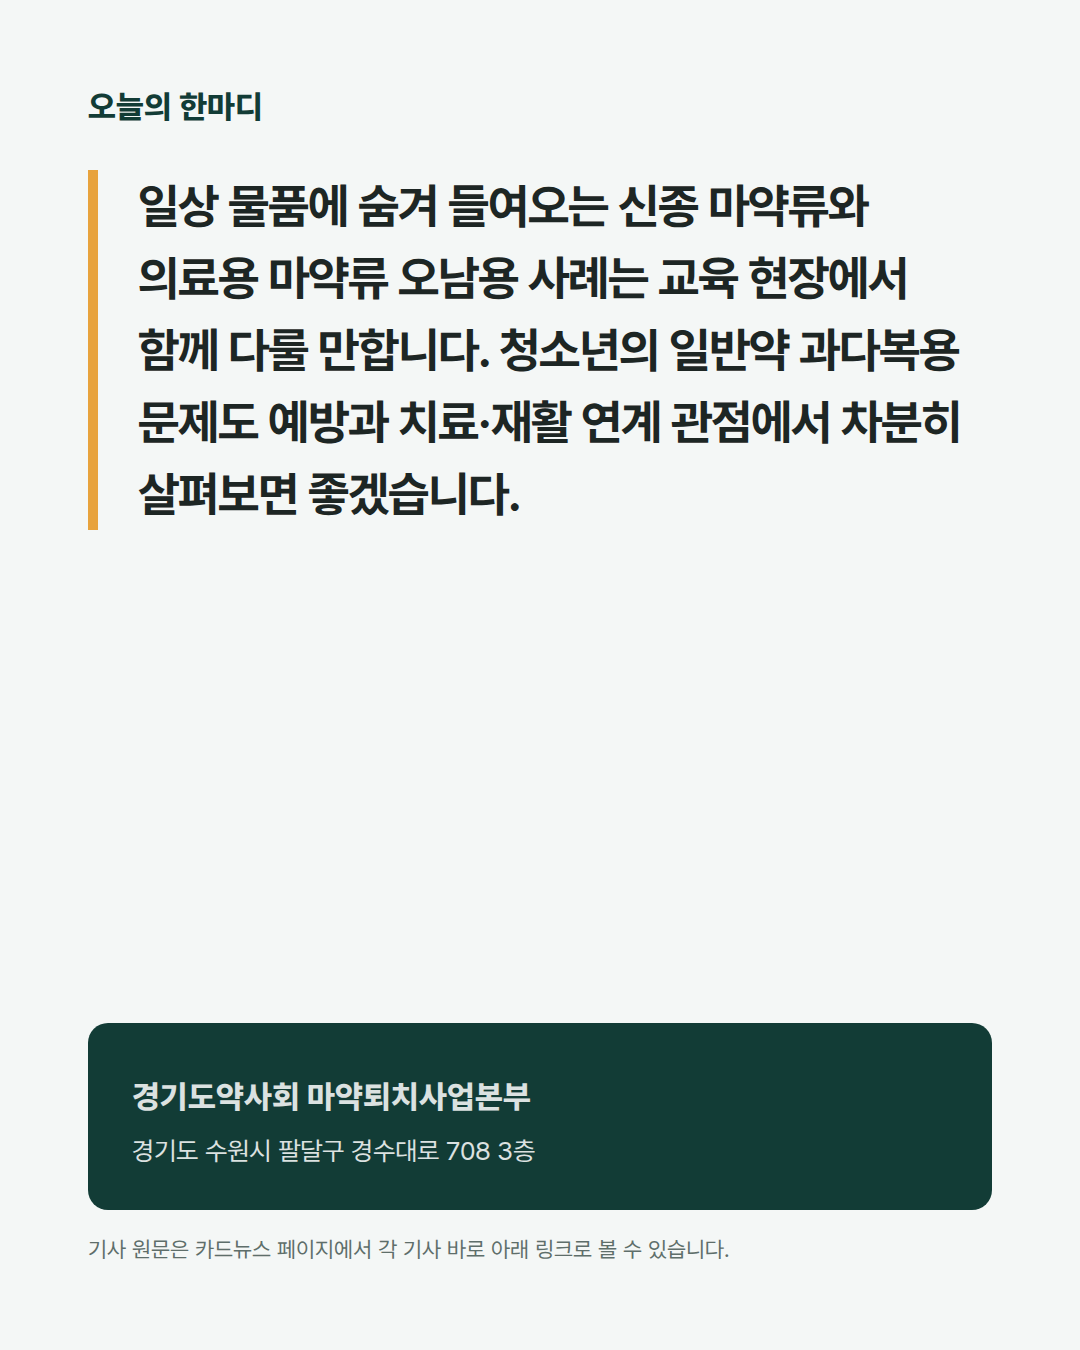 오늘의 한마디
일상 물품에 숨겨 들여오는 신종 마약류와
의료용 마약류 오남용 사례는 교육 현장에서
함께 다룰 만합니다. 청소년의 일반약 과다복용
문제도 예방과 치료·재활 연계 관점에서 차분히
살펴보면 좋겠습니다.
경기도약사회 마약퇴치사업본부
경기도 수원시 팔달구 경수대로 708 3층
기사 원문은 카드뉴스 페이지에서 각 기사 바로 아래 링크로 볼 수 있습니다.